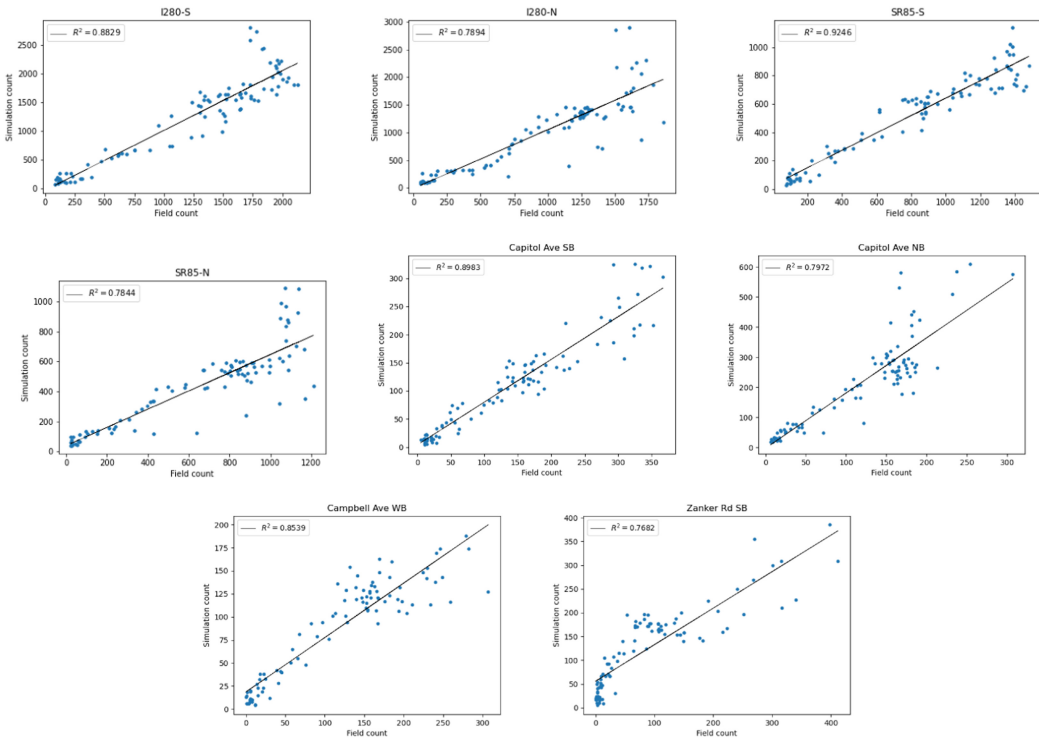 I280-S
R² = 0.8829
Simulation count
2500
2000
1500
1000
500
0
250 500 750 1000 1250 1500 1750 2000
Field count
I280-N
R² = 0.7894
Simulation count
3000
2500
2000
1500
1000
500
0
0 250 500 750 1000 1250 1500 1750
Field count
SR85-S
R² = 0.9246
Simulation count
1000
800
600
400
200
0
200 400 600 800 1000 1200 1400
Field count
SR85-N
R² = 0.7844
Simulation count
1000
800
600
400
200
0
0 200 400 600 800 1000 1200
Field count
Capitol Ave SB
R² = 0.8983
Simulation count
300
250
200
150
100
50
0
0 50 100 150 200 250 300 350
Field count
Capitol Ave NB
R² = 0.7972
Simulation count
600
500
400
300
200
100
0
0 50 100 150 200 250 300
Field count
Campbell Ave WB
R² = 0.8539
Simulation count
200
175
150
125
100
75
50
25
0
0 50 100 150 200 250 300
Field count
Zanker Rd SB
R² = 0.7682
Simulation count
400
350
300
250
200
150
100
50
0
0 100 200 300 400
Field count